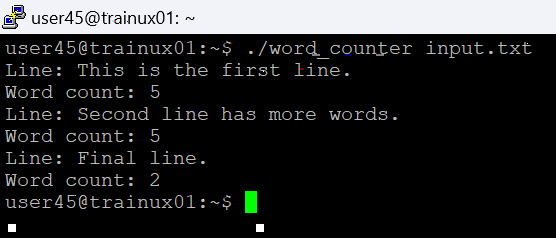 user45@trainux01: ~
user45@trainux01:~$ ./word_counter input.txt
Line: This is the first line.
Word count: 5
Line: Second line has more words.
Word count: 5
Line: Final line.
Word count: 2
user45@trainux01:~$